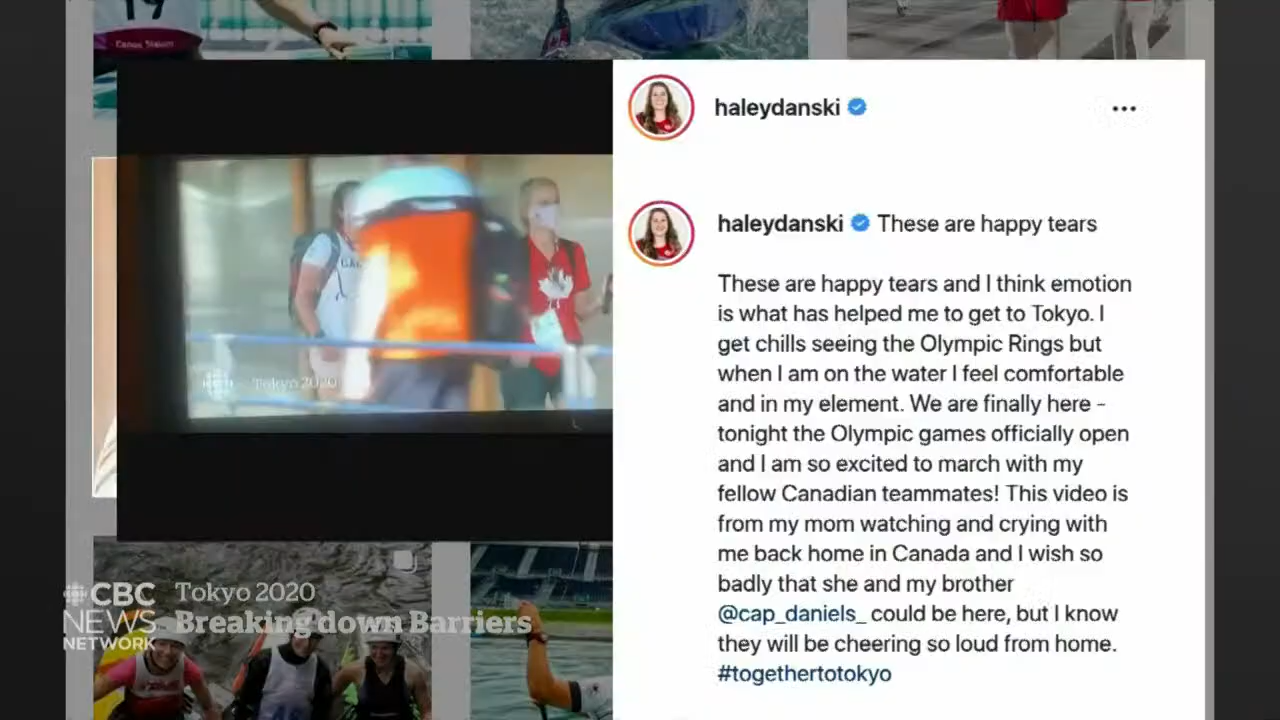 19
haleydanski
...
haleydanski These are happy tears
These are happy tears and I think emotion
is what has helped me to get to Tokyo. I
get chills seeing the Olympic Rings but
when I am on the water I feel comfortable
and in my element. We are finally here -
tonight the Olympic games officially open
and I am so excited to march with my
fellow Canadian teammates! This video is
from my mom watching and crying with
me back home in Canada and I wish so
badly that she and my brother
@cap_daniels_ could be here, but I know
they will be cheering so loud from home.
#togethertotokyo
Tokyo 2020
CBC
NEWS
NETWORK
Tokyo 2020
Breaking down Barriers